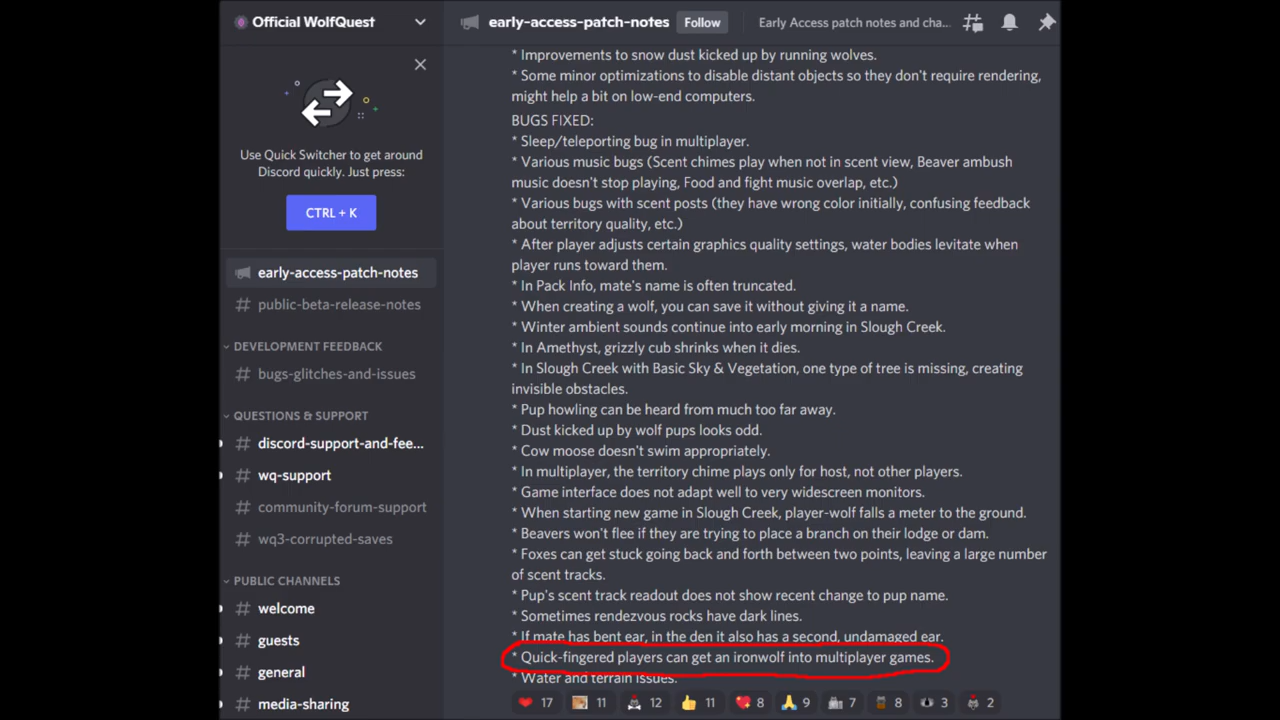 Official WolfQuest
Use Quick Switcher to get around
Discord quickly. Just press:
CTRL + K
early-access-patch-notes
# public-beta-release-notes
DEVELOPMENT FEEDBACK
# bugs-glitches-and-issues
QUESTIONS & SUPPORT
# discord-support-and-fee...
# wq-support
# community-forum-support
# wq3-corrupted-saves
PUBLIC CHANNELS
# welcome
# guests
# general
# media-sharing
early-access-patch-notes Follow Early Access patch notes and cha...
* Improvements to snow dust kicked up by running wolves.
* Some minor optimizations to disable distant objects so they don't require rendering,
might help a bit on low-end computers.
BUGS FIXED:
* Sleep/teleporting bug in multiplayer.
* Various music bugs (Scent chimes play when not in scent view, Beaver ambush
music doesn't stop playing, Food and fight music overlap, etc.)
* Various bugs with scent posts (they have wrong color initially, confusing feedback
about territory quality, etc.)
* After player adjusts certain graphics quality settings, water bodies levitate when
player runs toward them.
* In Pack Info, mate's name is often truncated.
* When creating a wolf, you can save it without giving it a name.
* Winter ambient sounds continue into early morning in Slough Creek.
* In Amethyst, grizzly cub shrinks when it dies.
* In Slough Creek with Basic Sky & Vegetation, one type of tree is missing, creating
invisible obstacles.
* Pup howling can be heard from much too far away.
* Dust kicked up by wolf pups looks odd.
* Cow moose doesn't swim appropriately.
* In multiplayer, the territory chime plays only for host, not other players.
* Game interface does not adapt well to very widescreen monitors.
* When starting new game in Slough Creek, player-wolf falls a meter to the ground.
* Beavers won't flee if they are trying to place a branch on their lodge or dam.
* Foxes can get stuck going back and forth between two points, leaving a large number
of scent tracks.
* Pup's scent track readout does not show recent change to pup name.
* Sometimes rendezvous rocks have dark lines.
* If mate has bent ear, in the den it also has a second, undamaged ear.
* Quick-fingered players can get an ironwolf into multiplayer games.
* Water and terrain issues.
17 11 12 11 8 9 7 8 3 2